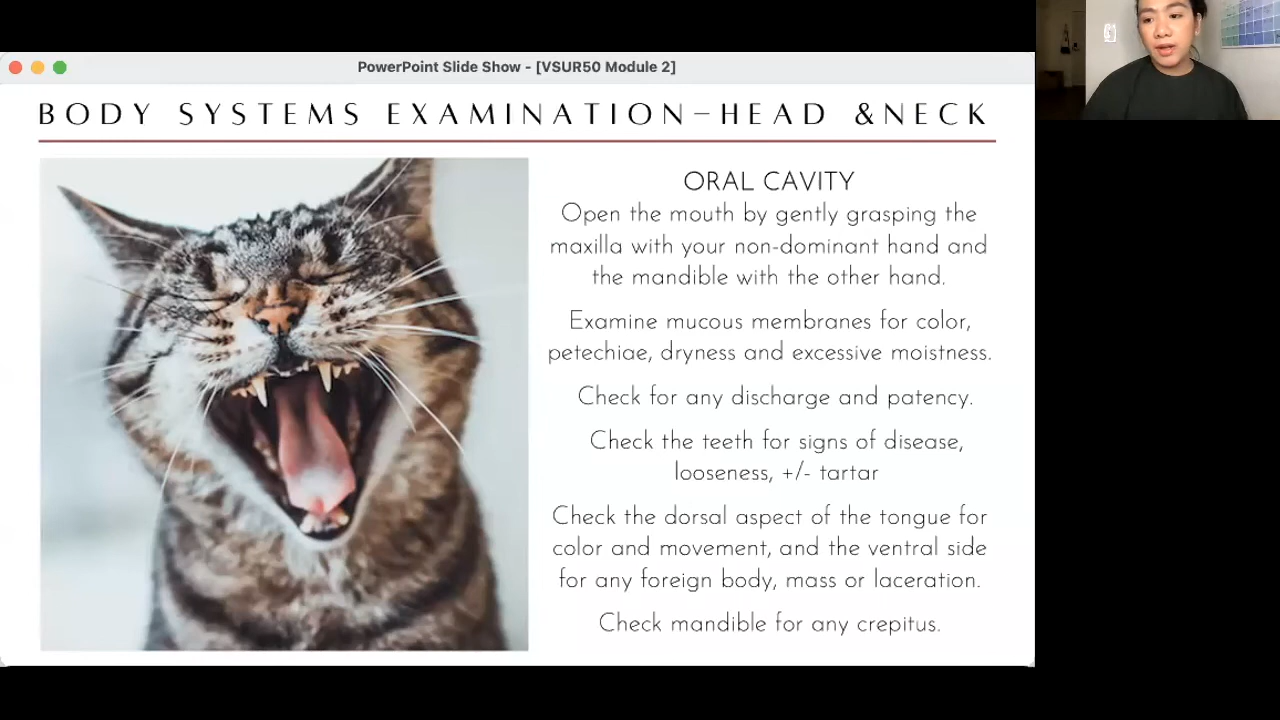 PowerPoint Slide Show - [VSUR50 Module 2]
BODY SYSTEMS EXAMINATION–HEAD &NECK
ORAL CAVITY
Open the mouth by gently grasping the
maxilla with your non-dominant hand and
the mandible with the other hand.
Examine mucous membranes for color,
petechiae, dryness and excessive moistness.
Check for any discharge and patency.
Check the teeth for signs of disease,
looseness, +/- tartar
Check the dorsal aspect of the tongue for
color and movement, and the ventral side
for any foreign body, mass or laceration.
Check mandible for any crepitus.